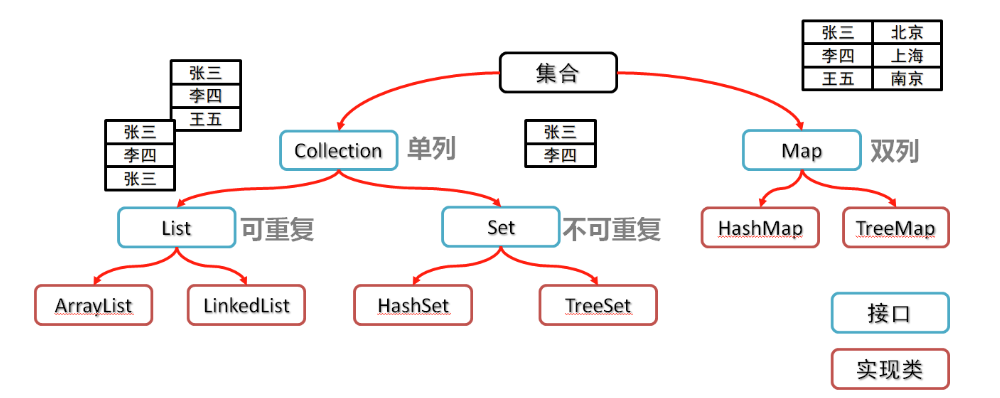 集合
张三 北京
李四 上海
王五 南京
张三
李四
王五
张三
李四
张三
Collection 单列
张三
李四
Map 双列
List 可重复
Set 不可重复
HashMap
TreeMap
ArrayList
LinkedList
HashSet
TreeSet
接口
实现类